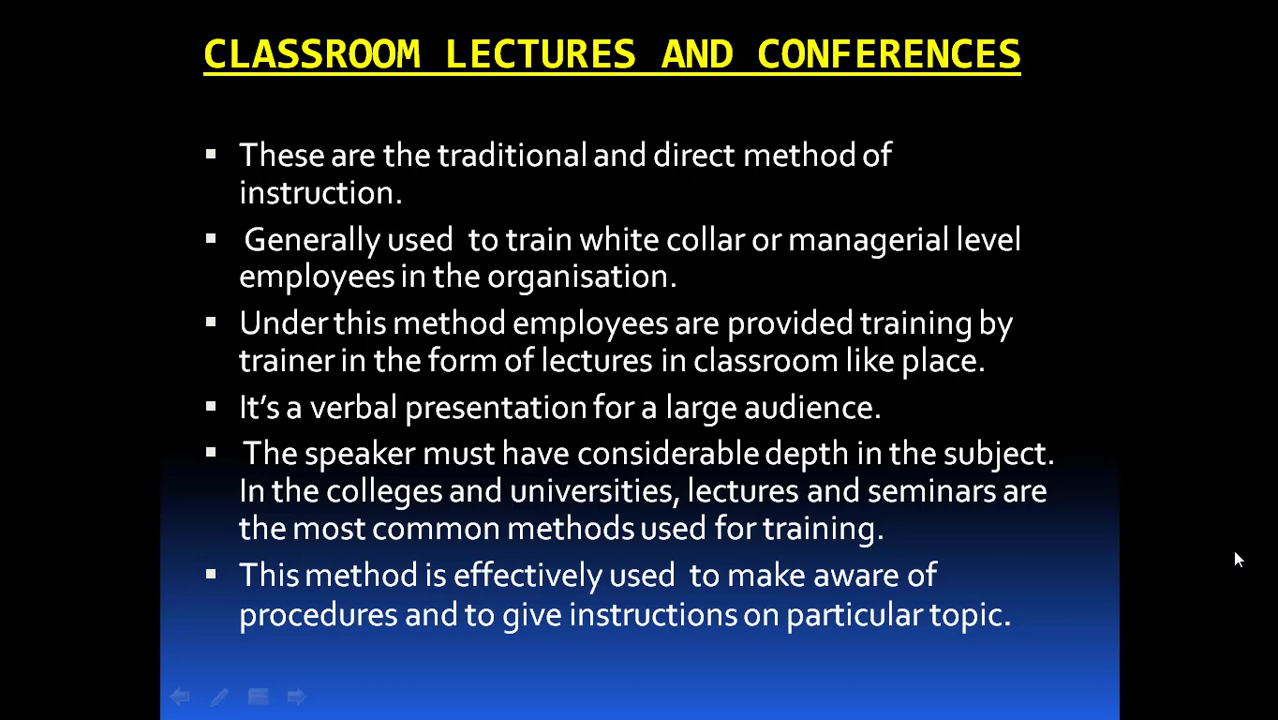 CLASSROOM LECTURES AND CONFERENCES
▪ These are the traditional and direct method of
instruction.
▪ Generally used to train white collar or managerial level
employees in the organisation.
▪ Under this method employees are provided training by
trainer in the form of lectures in classroom like place.
▪ It's a verbal presentation for a large audience.
▪ The speaker must have considerable depth in the subject.
In the colleges and universities, lectures and seminars are
the most common methods used for training.
▪ This method is effectively used to make aware of
procedures and to give instructions on particular topic.